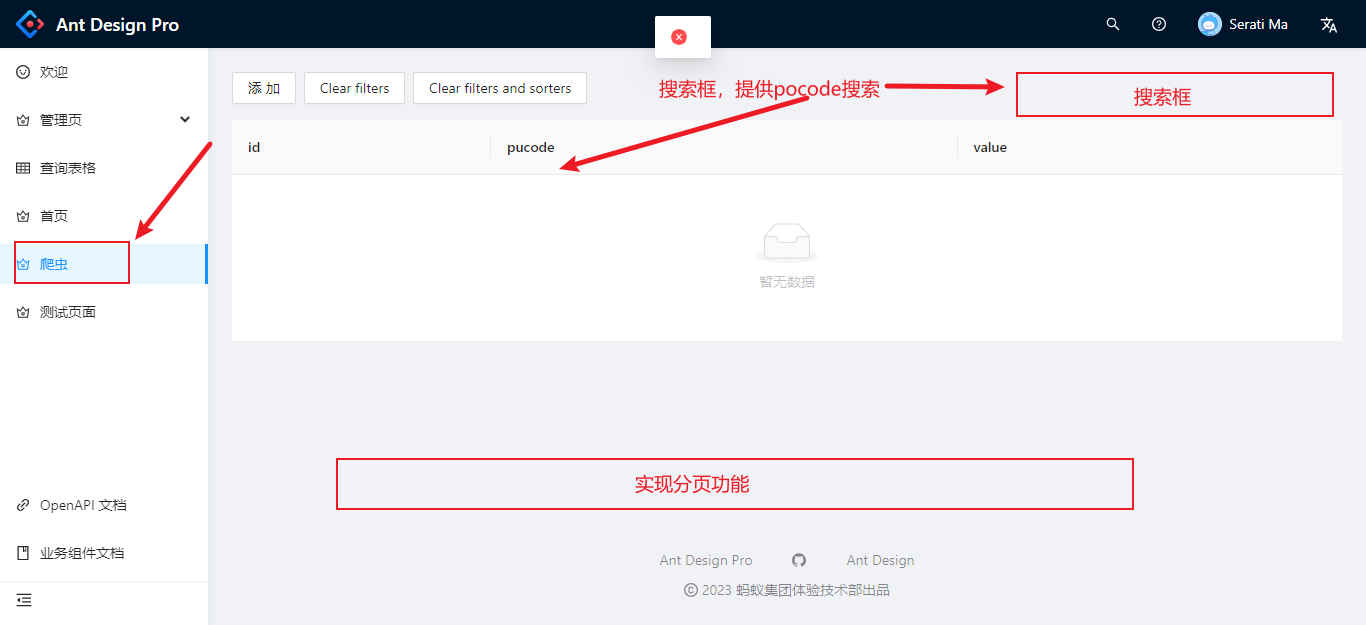 Ant Design Pro
Serati Ma
欢迎
管理页
查询表格
首页
爬虫
测试页面
OpenAPI 文档
业务组件文档
添 加
Clear filters
Clear filters and sorters
搜索框，提供pocode搜索
搜索框
id
pucode
value
暂无数据
实现分页功能
Ant Design Pro
Ant Design
© 2023 蚂蚁集团体验技术部出品